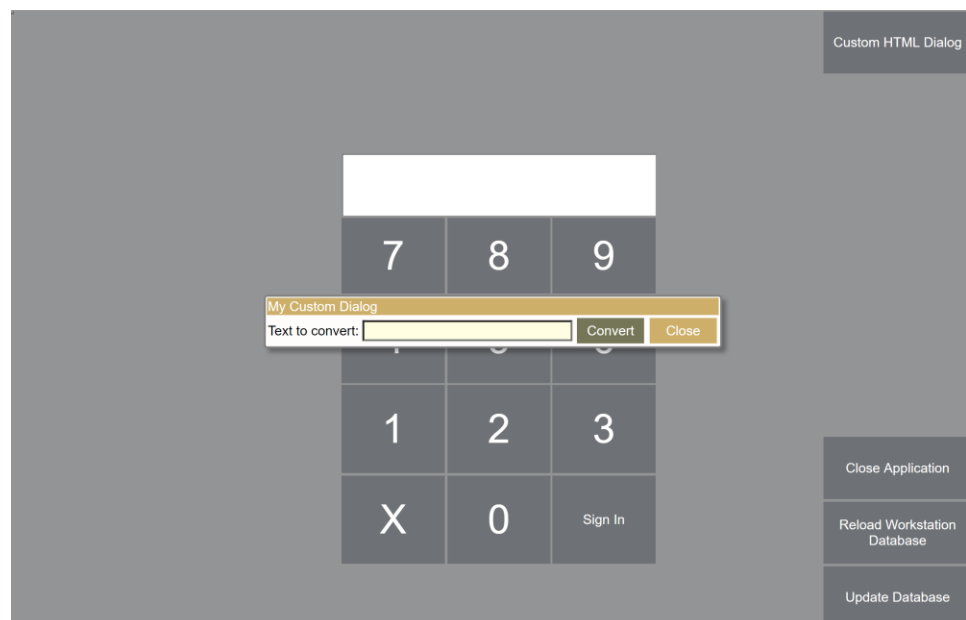 Custom HTML Dialog
7 8 9
My Custom Dialog
Text to convert: Convert Close
1 2 3
Close Application
X 0 Sign In
Reload Workstation
Database
Update Database